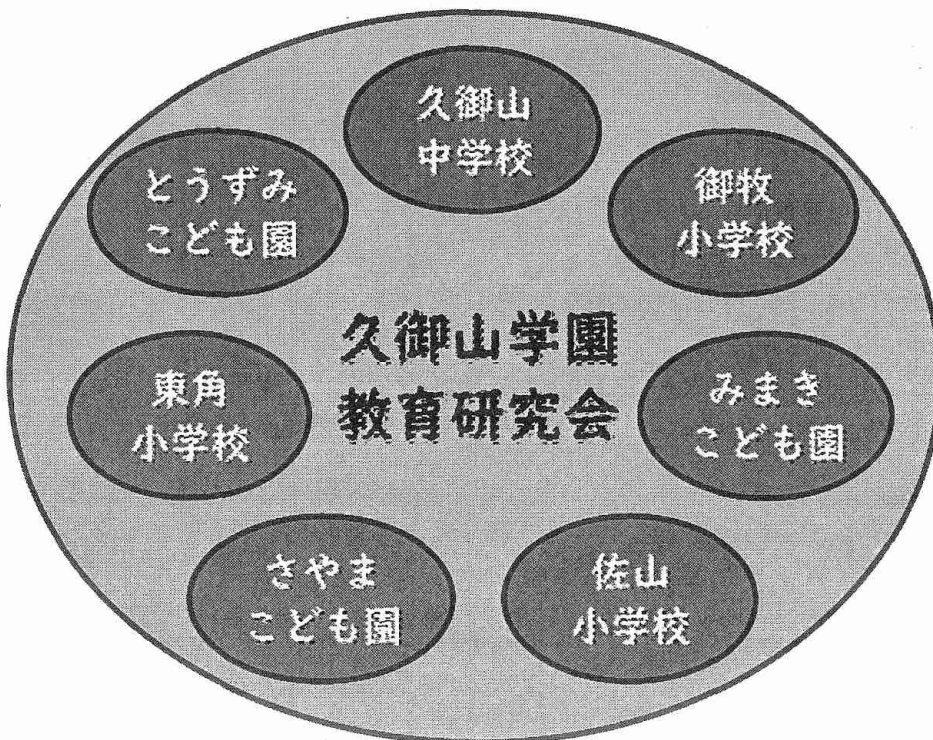 久御山
中学校
とうずみ
こども園
御牧
小学校
久御山学園
教育研究会
東角
小学校
みまき
こども園
さやま
こども園
佐山
小学校